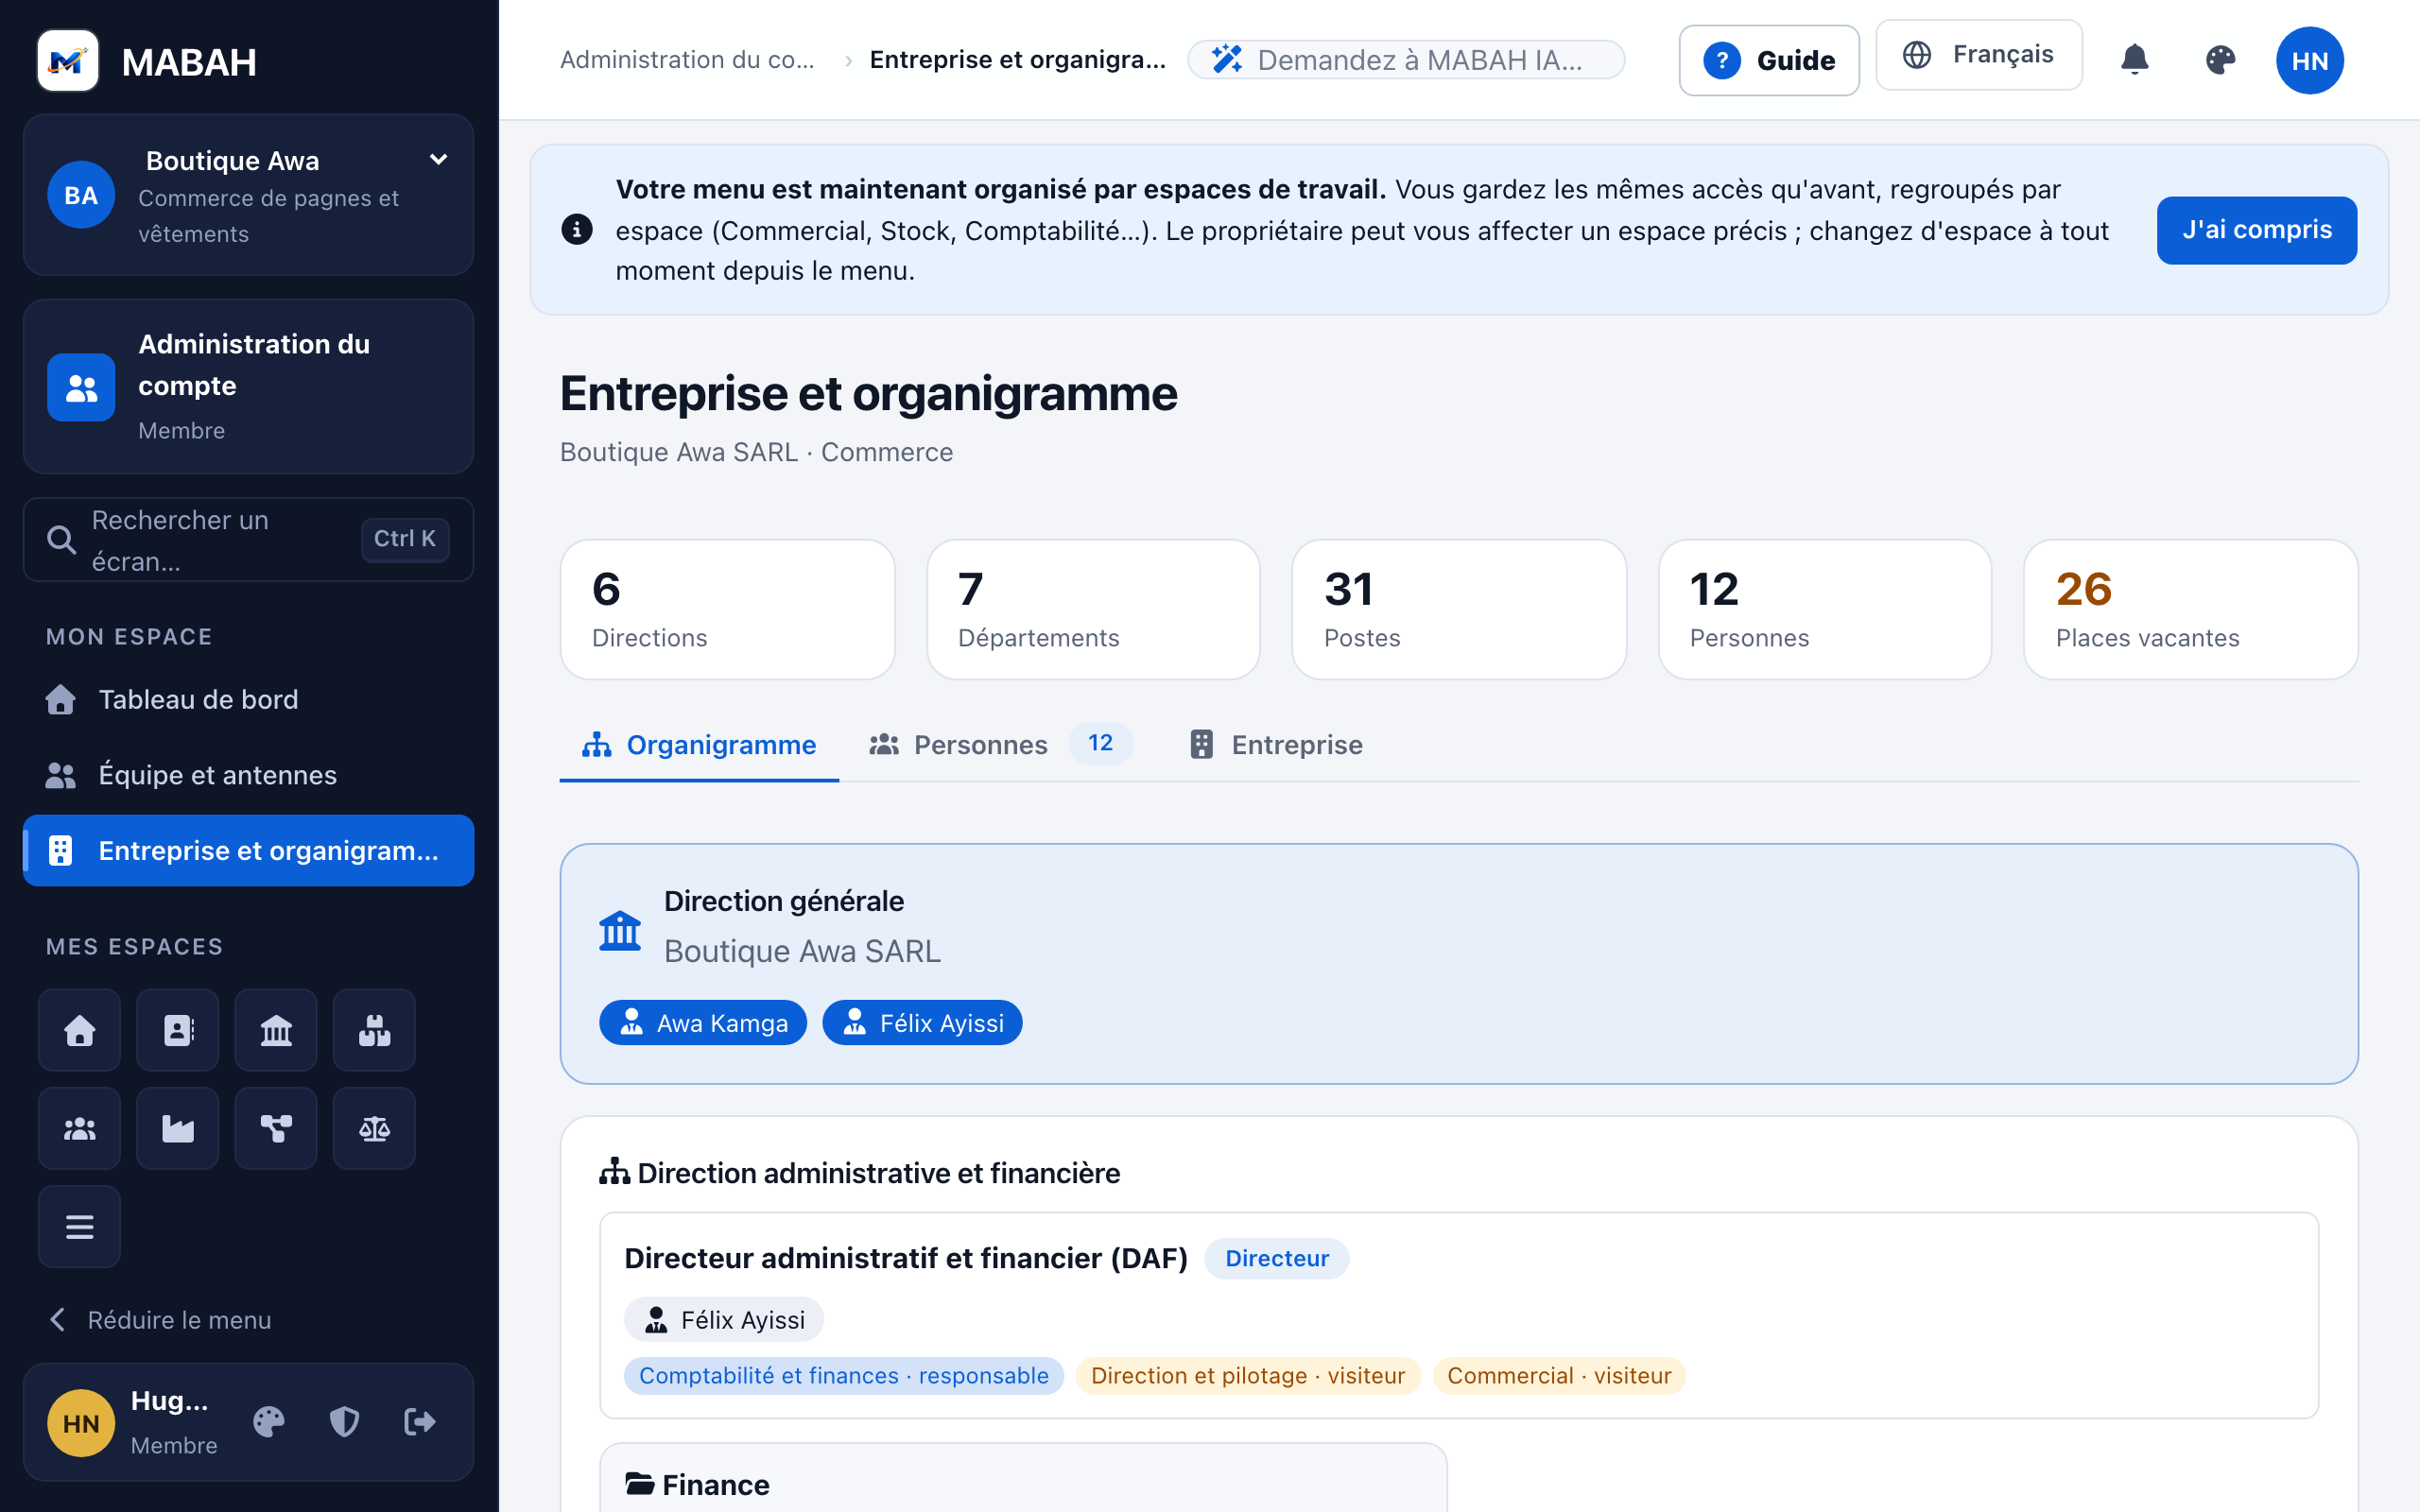 MABAH
BA
Boutique Awa
Commerce de pagnes et
vêtements
Administration du
compte
Membre
Rechercher un
écran...
Ctrl K
MON ESPACE
Tableau de bord
Équipe et antennes
Entreprise et organigram...
MES ESPACES
Réduire le menu
HN
Hug...
Membre
Administration du co... › Entreprise et organigra...
Demandez à MABAH IA...
? Guide
Français
HN
Votre menu est maintenant organisé par espaces de travail. Vous gardez les mêmes accès qu'avant, regroupés par
espace (Commercial, Stock, Comptabilité...). Le propriétaire peut vous affecter un espace précis ; changez d'espace à tout
moment depuis le menu.
J'ai compris
Entreprise et organigramme
Boutique Awa SARL · Commerce
6
Directions
7
Départements
31
Postes
12
Personnes
26
Places vacantes
Organigramme
Personnes 12
Entreprise
Direction générale
Boutique Awa SARL
Awa Kamga
Félix Ayissi
Direction administrative et financière
Directeur administratif et financier (DAF) Directeur
Félix Ayissi
Comptabilité et finances · responsable
Direction et pilotage · visiteur
Commercial · visiteur
Finance